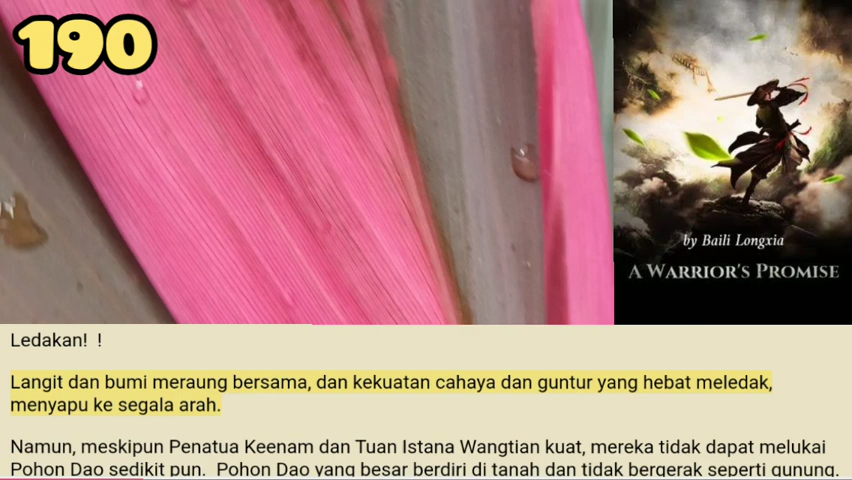 190
by Baili Longxia
A WARRIOR'S PROMISE
Ledakan!  !
Langit dan bumi meraung bersama, dan kekuatan cahaya dan guntur yang hebat meledak,
menyapu ke segala arah.
Namun, meskipun Penatua Keenam dan Tuan Istana Wangtian kuat, mereka tidak dapat melukai
Pohon Dao sedikit pun.  Pohon Dao yang besar berdiri di tanah dan tidak bergerak seperti gunung.